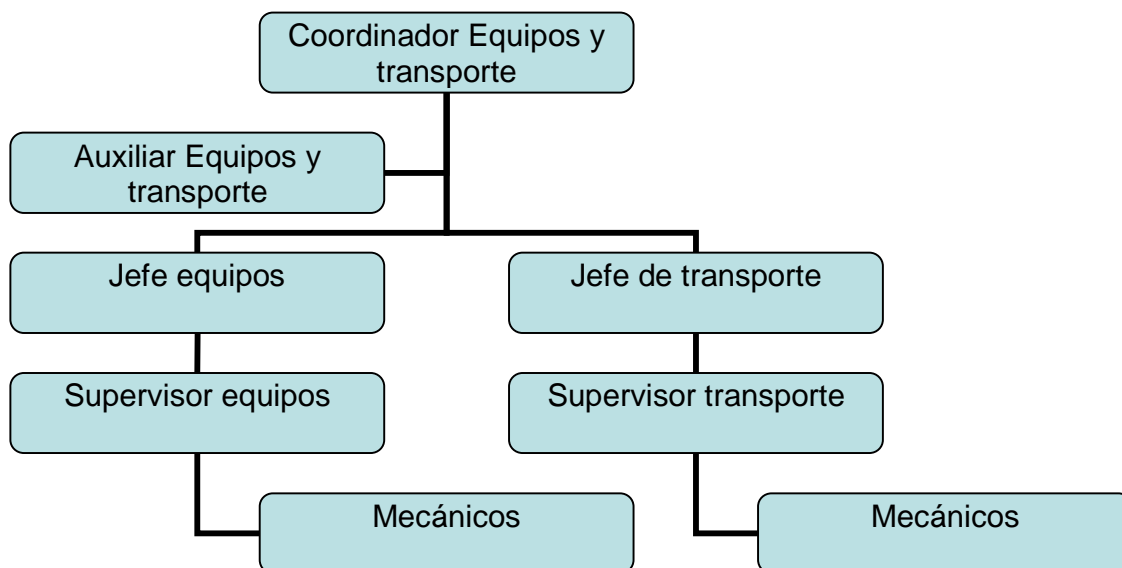 Coordinador Equipos y
transporte
Auxiliar Equipos y
transporte
Jefe equipos
Jefe de transporte
Supervisor equipos
Supervisor transporte
Mecánicos
Mecánicos